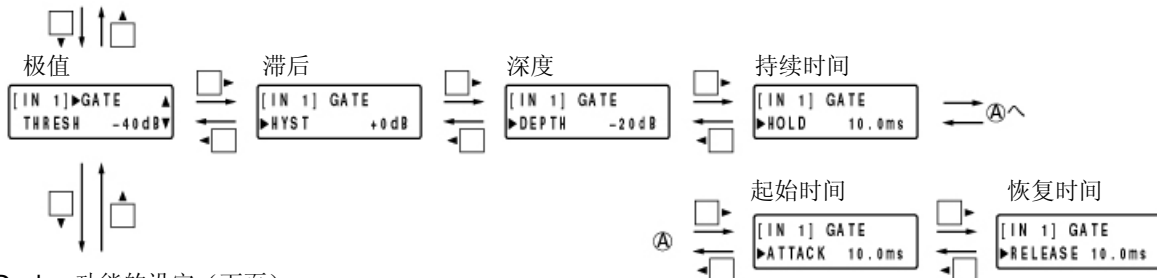 极值
滞后
深度
持续时间
[IN 1]▶GATE ▲
THRESH -40dB▼
[IN 1] GATE
▶HYST +0dB
[IN 1] GATE
▶DEPTH -20dB
[IN 1] GATE
▶HOLD 10.0ms
Ⓐへ
起始时间
恢复时间
Ⓐ
[IN 1] GATE
▶ATTACK 10.0ms
[IN 1] GATE
▶RELEASE 10.0ms